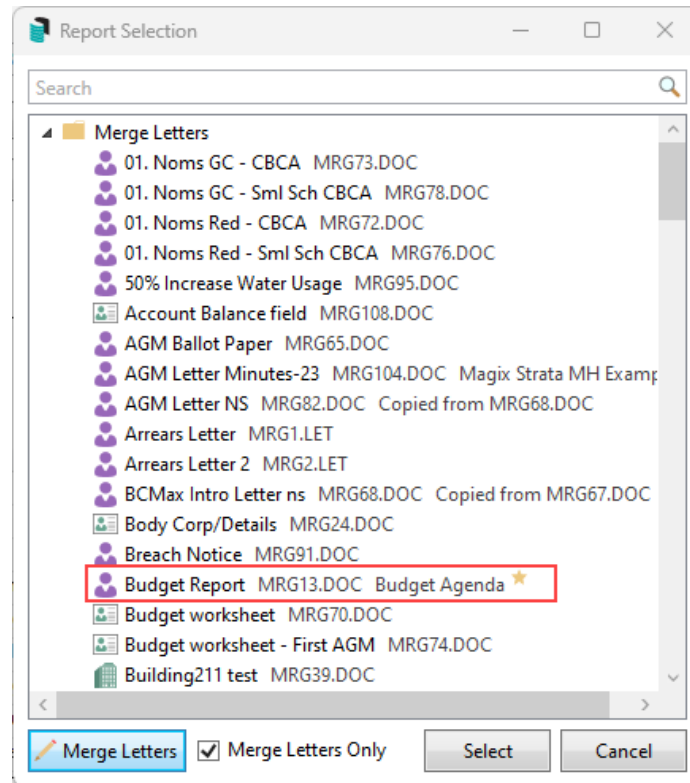 Report Selection
Search
Merge Letters
01. Noms GC - CBCA MRG73.DOC
01. Noms GC - Sml Sch CBCA MRG78.DOC
01. Noms Red - CBCA MRG72.DOC
01. Noms Red - Sml Sch CBCA MRG76.DOC
50% Increase Water Usage MRG95.DOC
Account Balance field MRG108.DOC
AGM Ballot Paper MRG65.DOC
AGM Letter Minutes-23 MRG104.DOC Magix Strata MH Examp
AGM Letter NS MRG82.DOC Copied from MRG68.DOC
Arrears Letter MRG1.LET
Arrears Letter 2 MRG2.LET
BCMax Intro Letter ns MRG68.DOC Copied from MRG67.DOC
Body Corp/Details MRG24.DOC
Breach Notice MRG91.DOC
Budget Report MRG13.DOC Budget Agenda
Budget worksheet MRG70.DOC
Budget worksheet - First AGM MRG74.DOC
Building211 test MRG39.DOC
Merge Letters Merge Letters Only Select Cancel